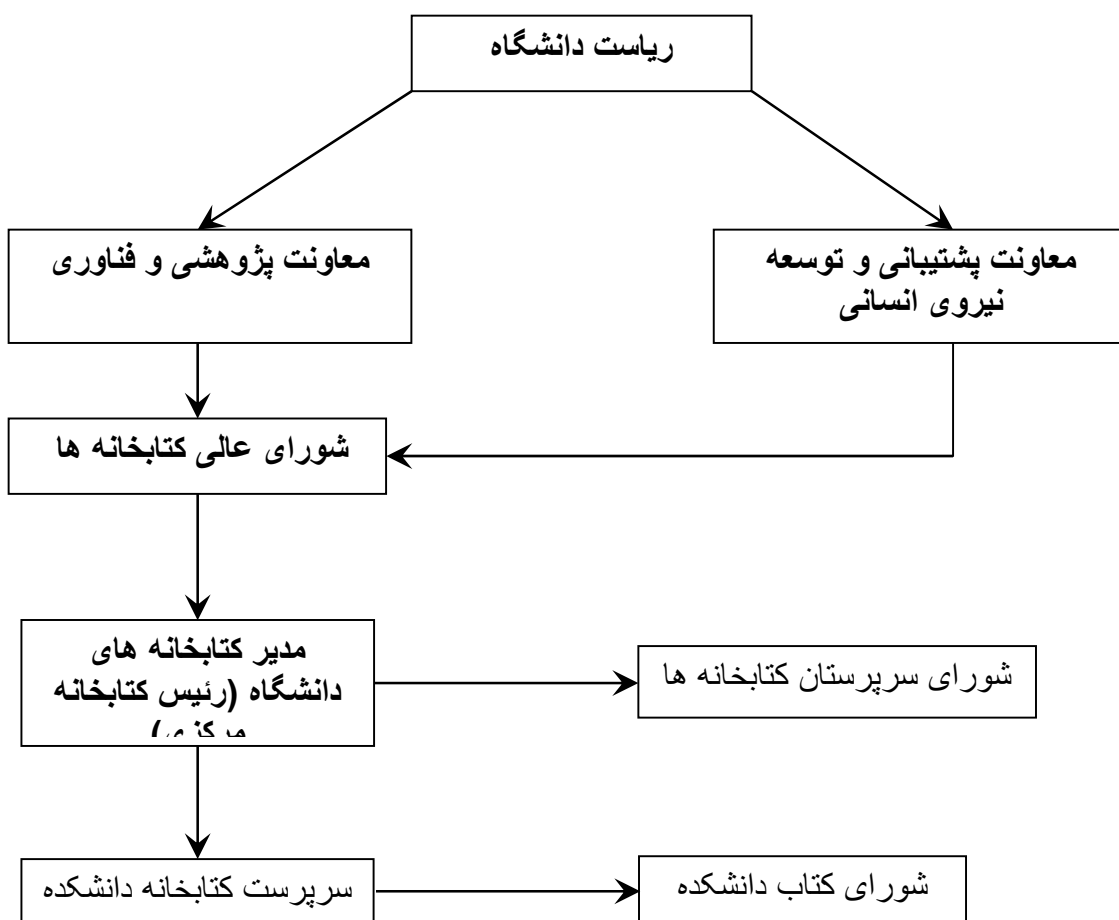 ریاست دانشگاه
معاونت پشتیبانی و توسعه
نیروی انسانی
معاونت پژوهشی و فناوری
شورای عالی کتابخانه ها
مدیر کتابخانه های
دانشگاه (رئیس کتابخانه
مرکزی)
شورای سرپرستان کتابخانه ها
سرپرست کتابخانه دانشکده
شورای کتاب دانشکده